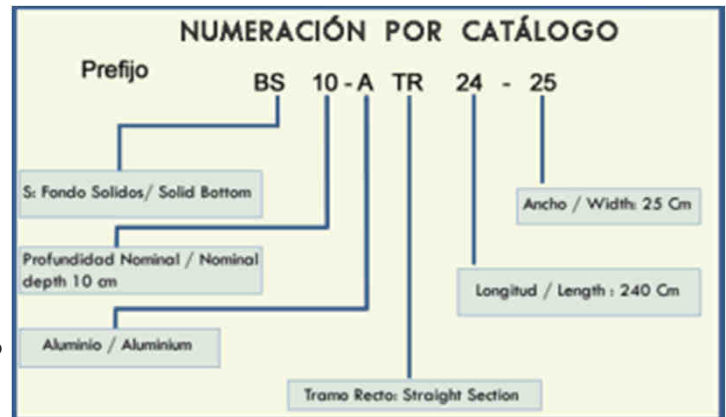 NUMERACIÓN POR CATÁLOGO
Prefijo
BS 10 - A TR 24 - 25
S: Fondo Solidos/ Solid Bottom
Ancho / Width: 25 Cm
Profundidad Nominal / Nominal
depth 10 cm
Longitud / Length : 240 Cm
Aluminio / Aluminium
Tramo Recto: Straight Section